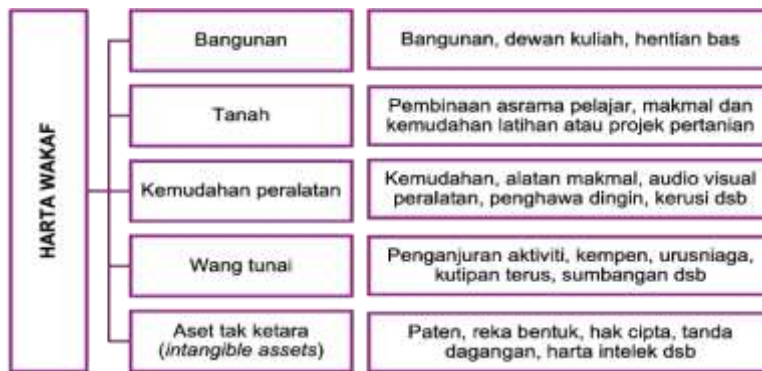 HARTA WAKAF
Bangunan
Bangunan, dewan kuliah, hentian bas
Tanah
Pembinaan asrama pelajar, makmal dan
kemudahan latihan atau projek pertanian
Kemudahan peralatan
Kemudahan, alatan makmal, audio visual
peralatan, penghawa dingin, kerusi dsb
Wang tunai
Penganjuran aktiviti, kempen, urusniaga,
kutipan terus, sumbangan dsb
Aset tak ketara
(intangible assets)
Paten, reka bentuk, hak cipta, tanda
dagangan, harta intelek dsb